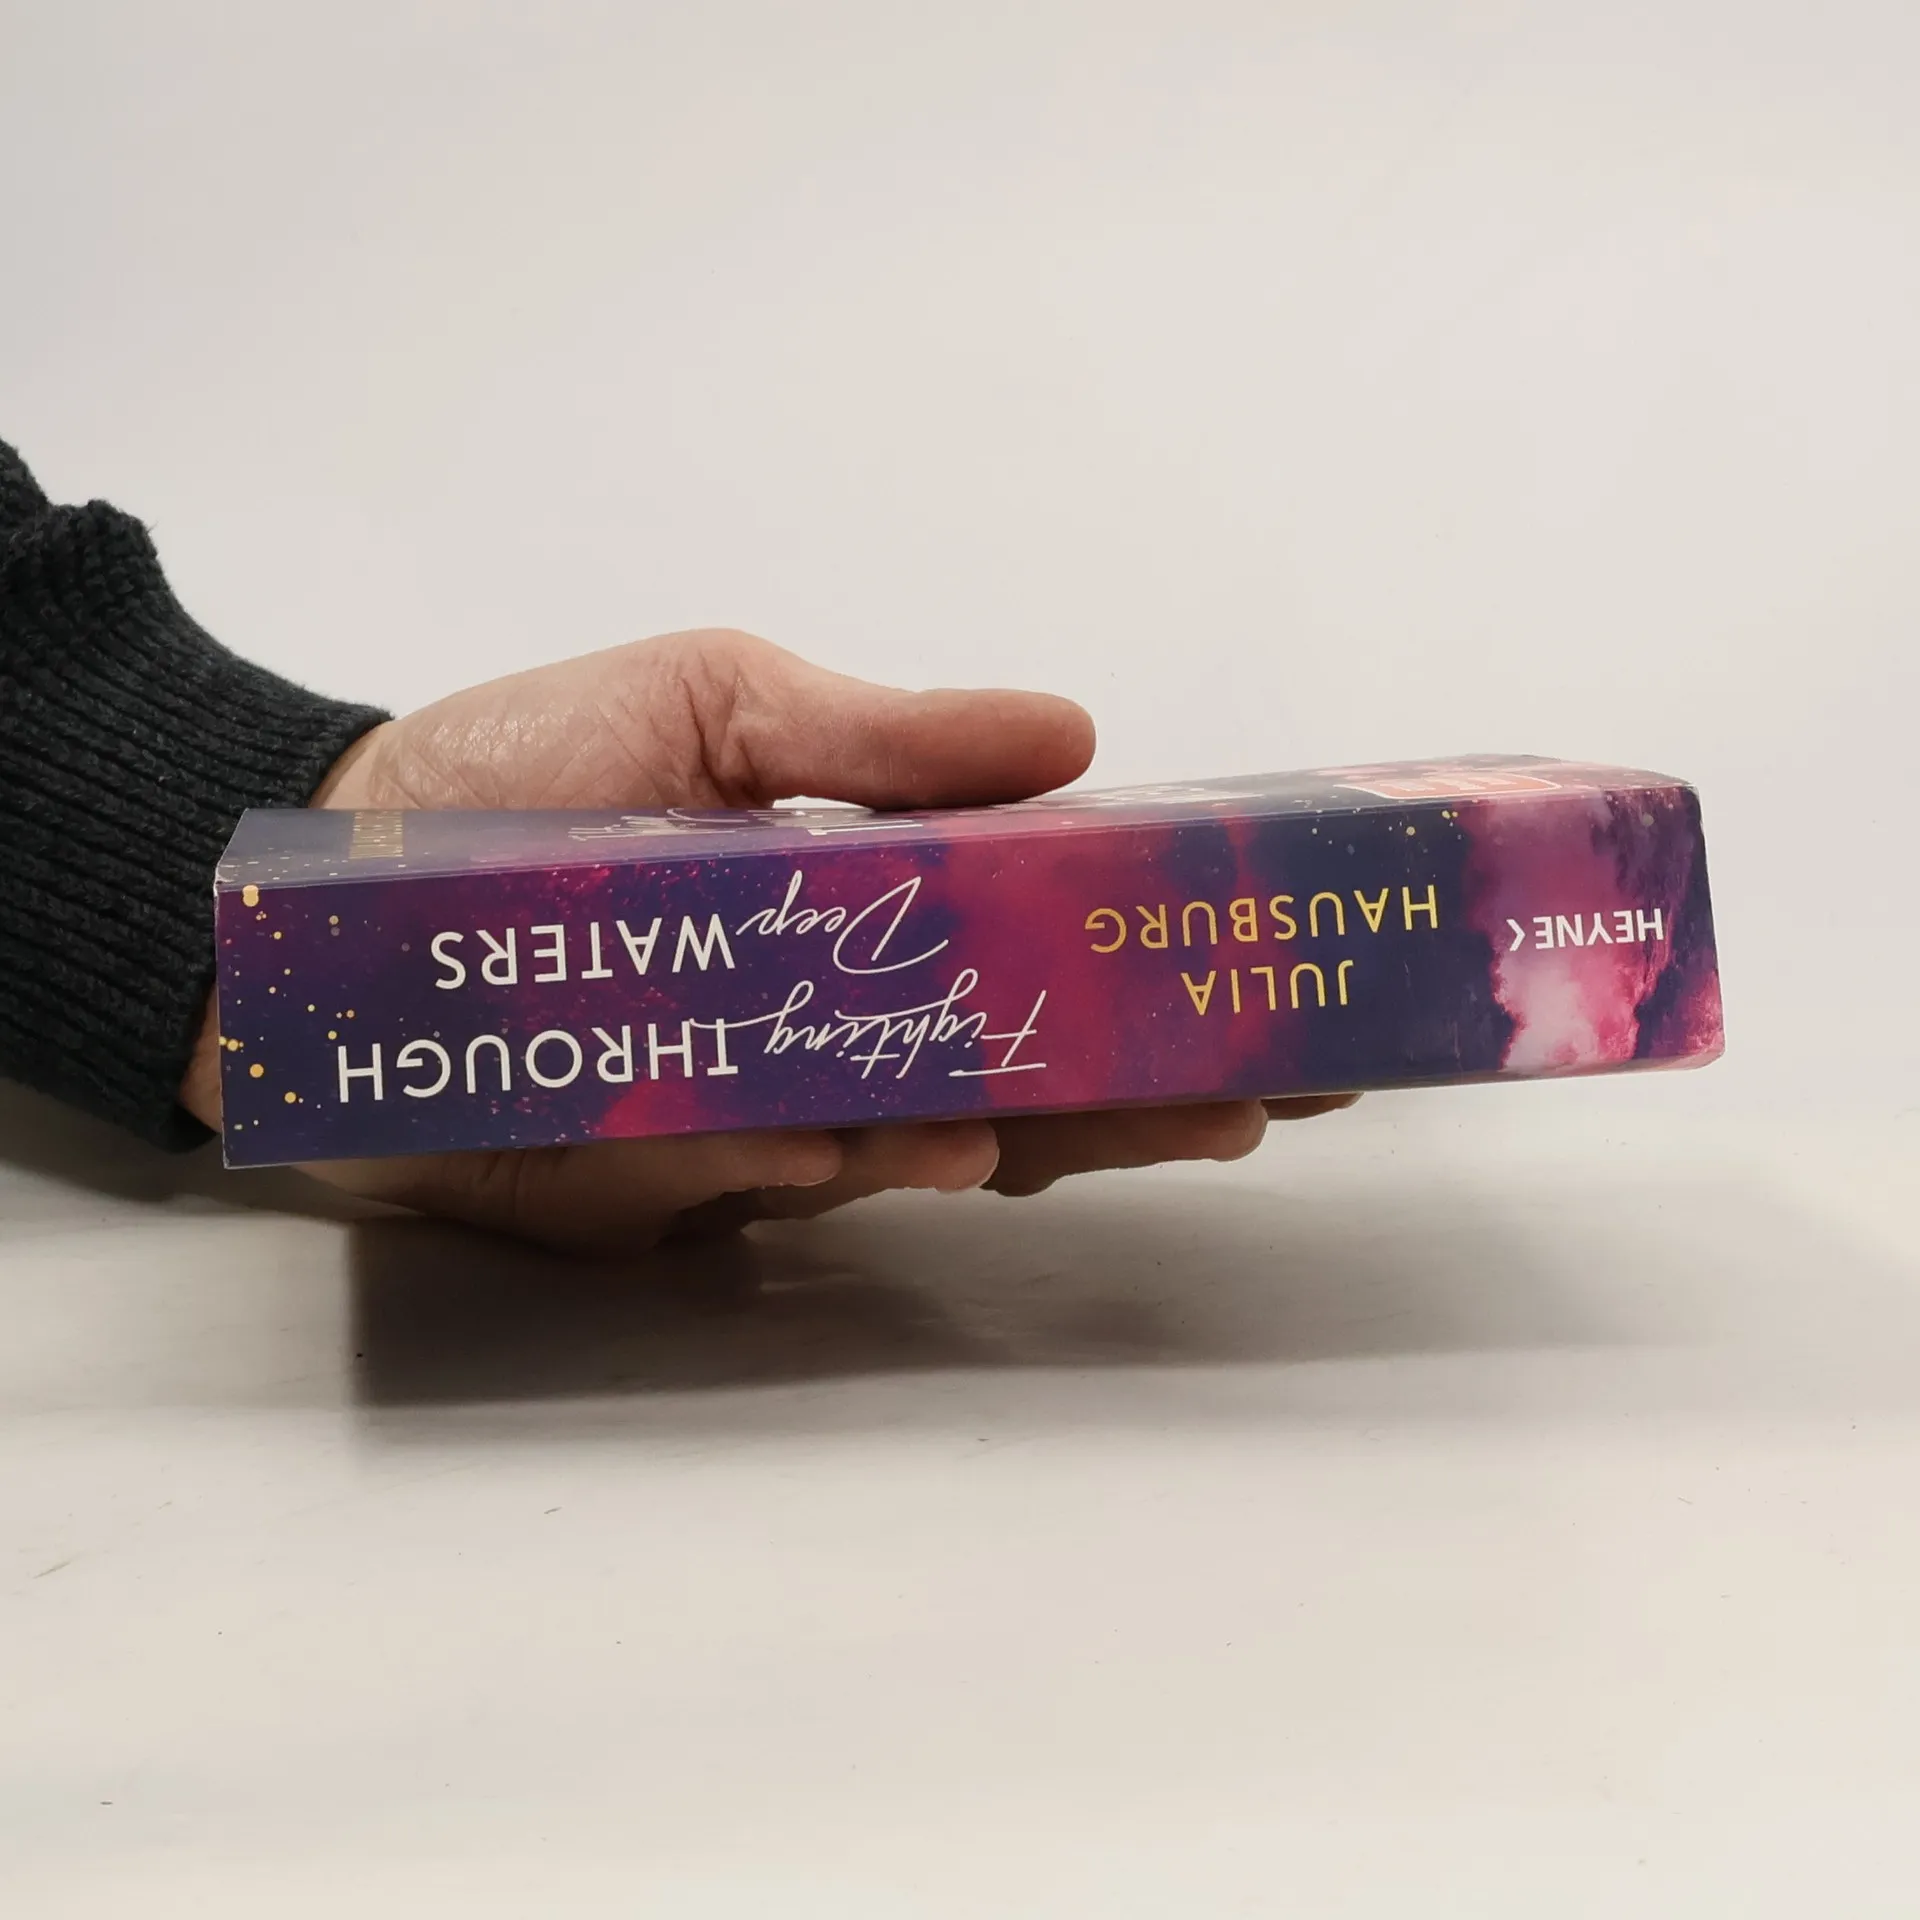 Fighting THROUGH
Deep WATERS
JULIA
HAUSBURG
HEYNE<